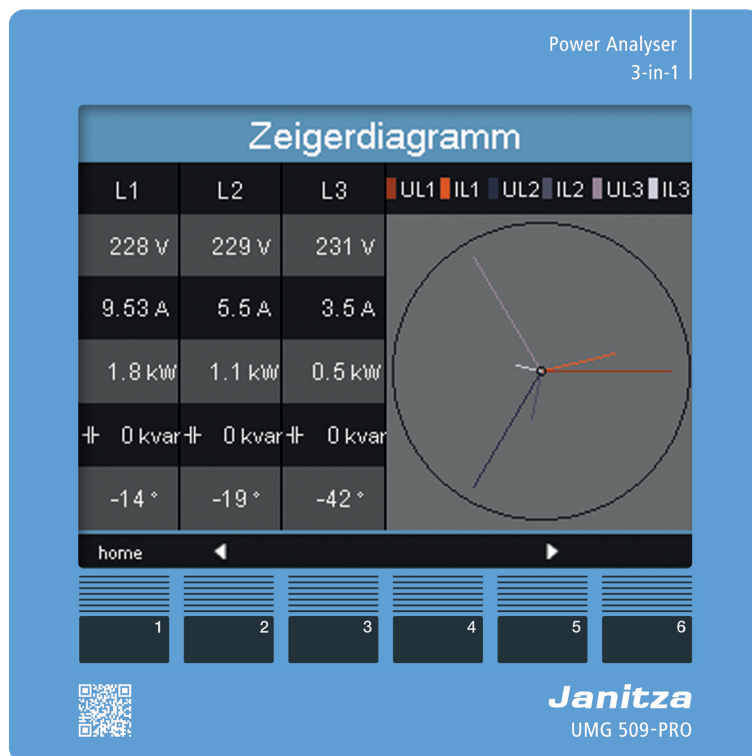 Power Analyser
3-in-1
Zeigerdiagramm
L1 L2 L3 UL1 IL1 UL2 IL2 UL3 IL3
228 V 229 V 231 V
9.53 A 5.5 A 3.5 A
1.8 kW 1.1 kW 0.5 kW
0 kvar 0 kvar 0 kvar
-14 ° -19 ° -42 °
home
1 2 3 4 5 6
Janitza
UMG 509-PRO